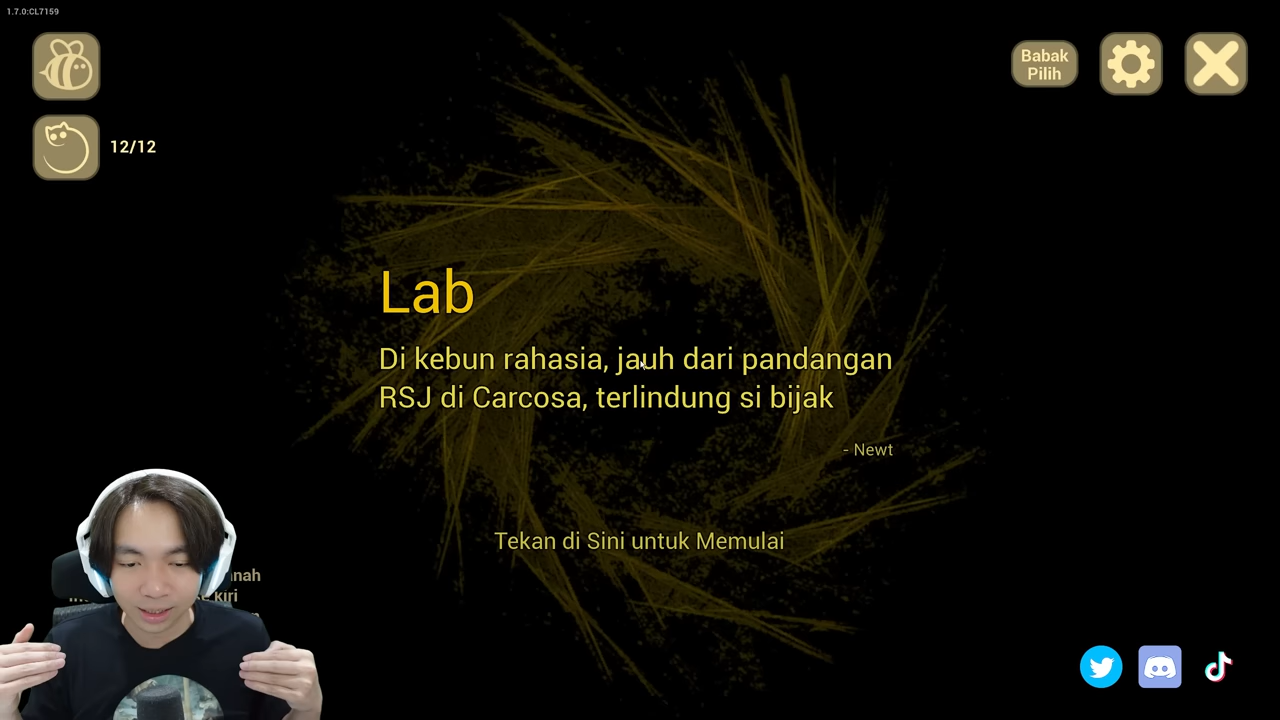 1.7.0:CL7159
Babak
Pilih
12/12
Lab
Di kebun rahasia, jauh dari pandangan
RSJ di Carcosa, terlindung si bijak
- Newt
Tekan di Sini untuk Memulai
kiri